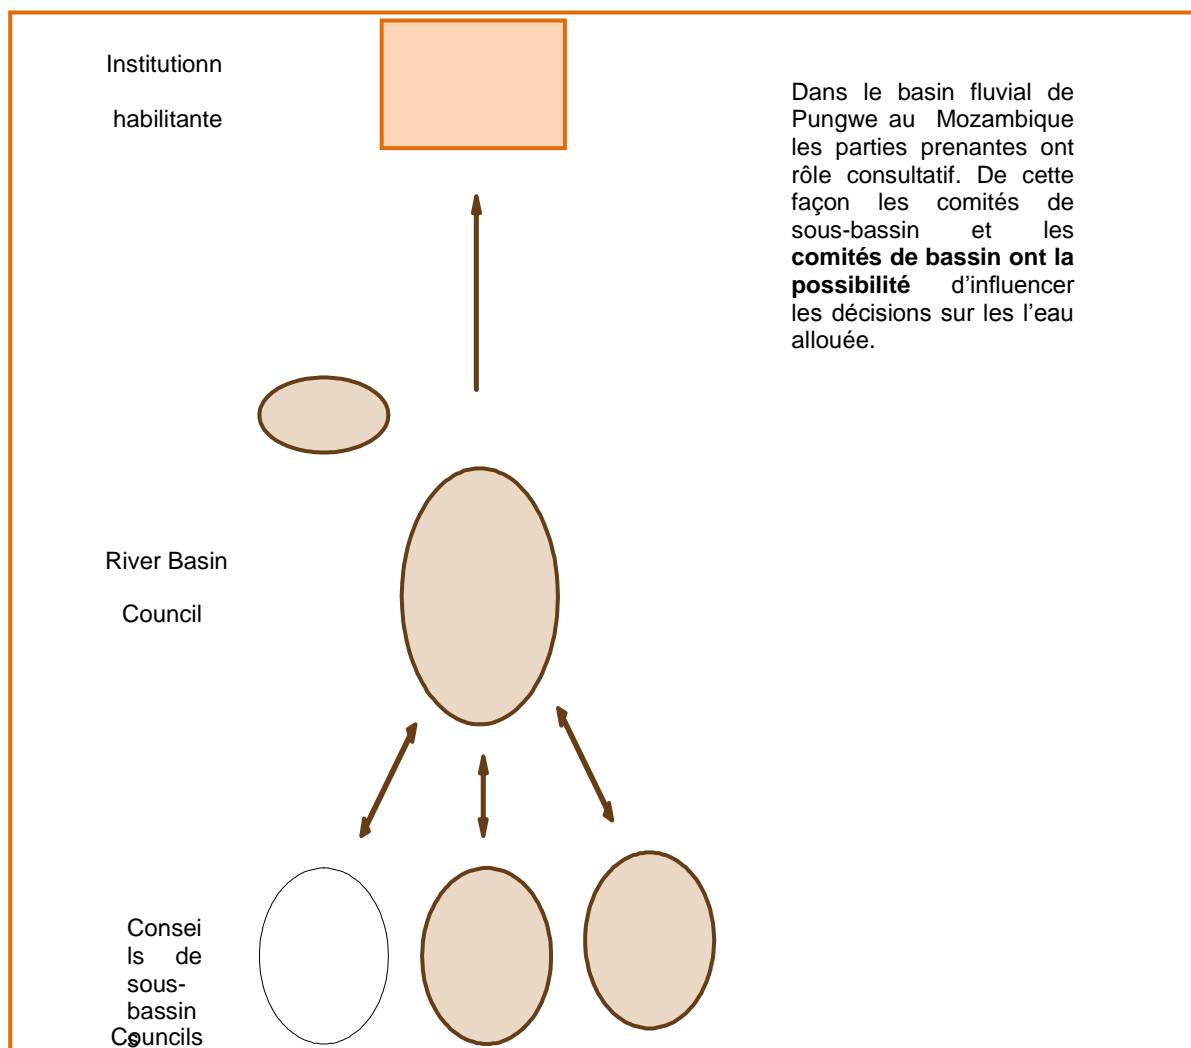 Institutionn
habilitante
Dans le basin fluvial de
Pungwe au Mozambique
les parties prenantes ont
rôle consultatif. De cette
façon les comités de
sous-bassin et les
comités de bassin ont la
possibilité d’influencer
les décisions sur les l’eau
allouée.
River Basin
Council
Consei
ls de
sous-
bassin
s
Councils